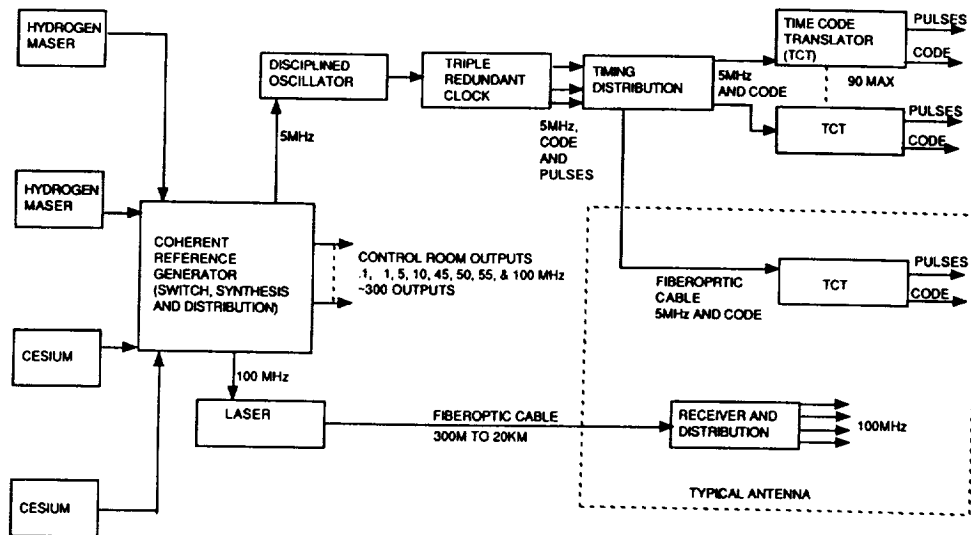 HYDROGEN
MASER
DISCIPLINED
OSCILLATOR
TRIPLE
REDUNDANT
CLOCK
TIMING
DISTRIBUTION
TIME CODE
TRANSLATOR
(TCT)
PULSES
CODE
90 MAX
5MHz
AND CODE
TCT
PULSES
CODE
5MHz
5MHz,
CODE
AND
PULSES
HYDROGEN
MASER
COHERENT
REFERENCE
GENERATOR
(SWITCH, SYNTHESIS
AND DISTRIBUTION)
CONTROL ROOM OUTPUTS
.1, 1, 5, 10, 45, 50, 55, & 100 MHz
~300 OUTPUTS
FIBEROPRTIC
CABLE
5MHz AND CODE
TCT
PULSES
CODE
CESIUM
100 MHz
LASER
FIBEROPTIC CABLE
300M TO 20KM
RECEIVER AND
DISTRIBUTION
100MHz
CESIUM
TYPICAL ANTENNA